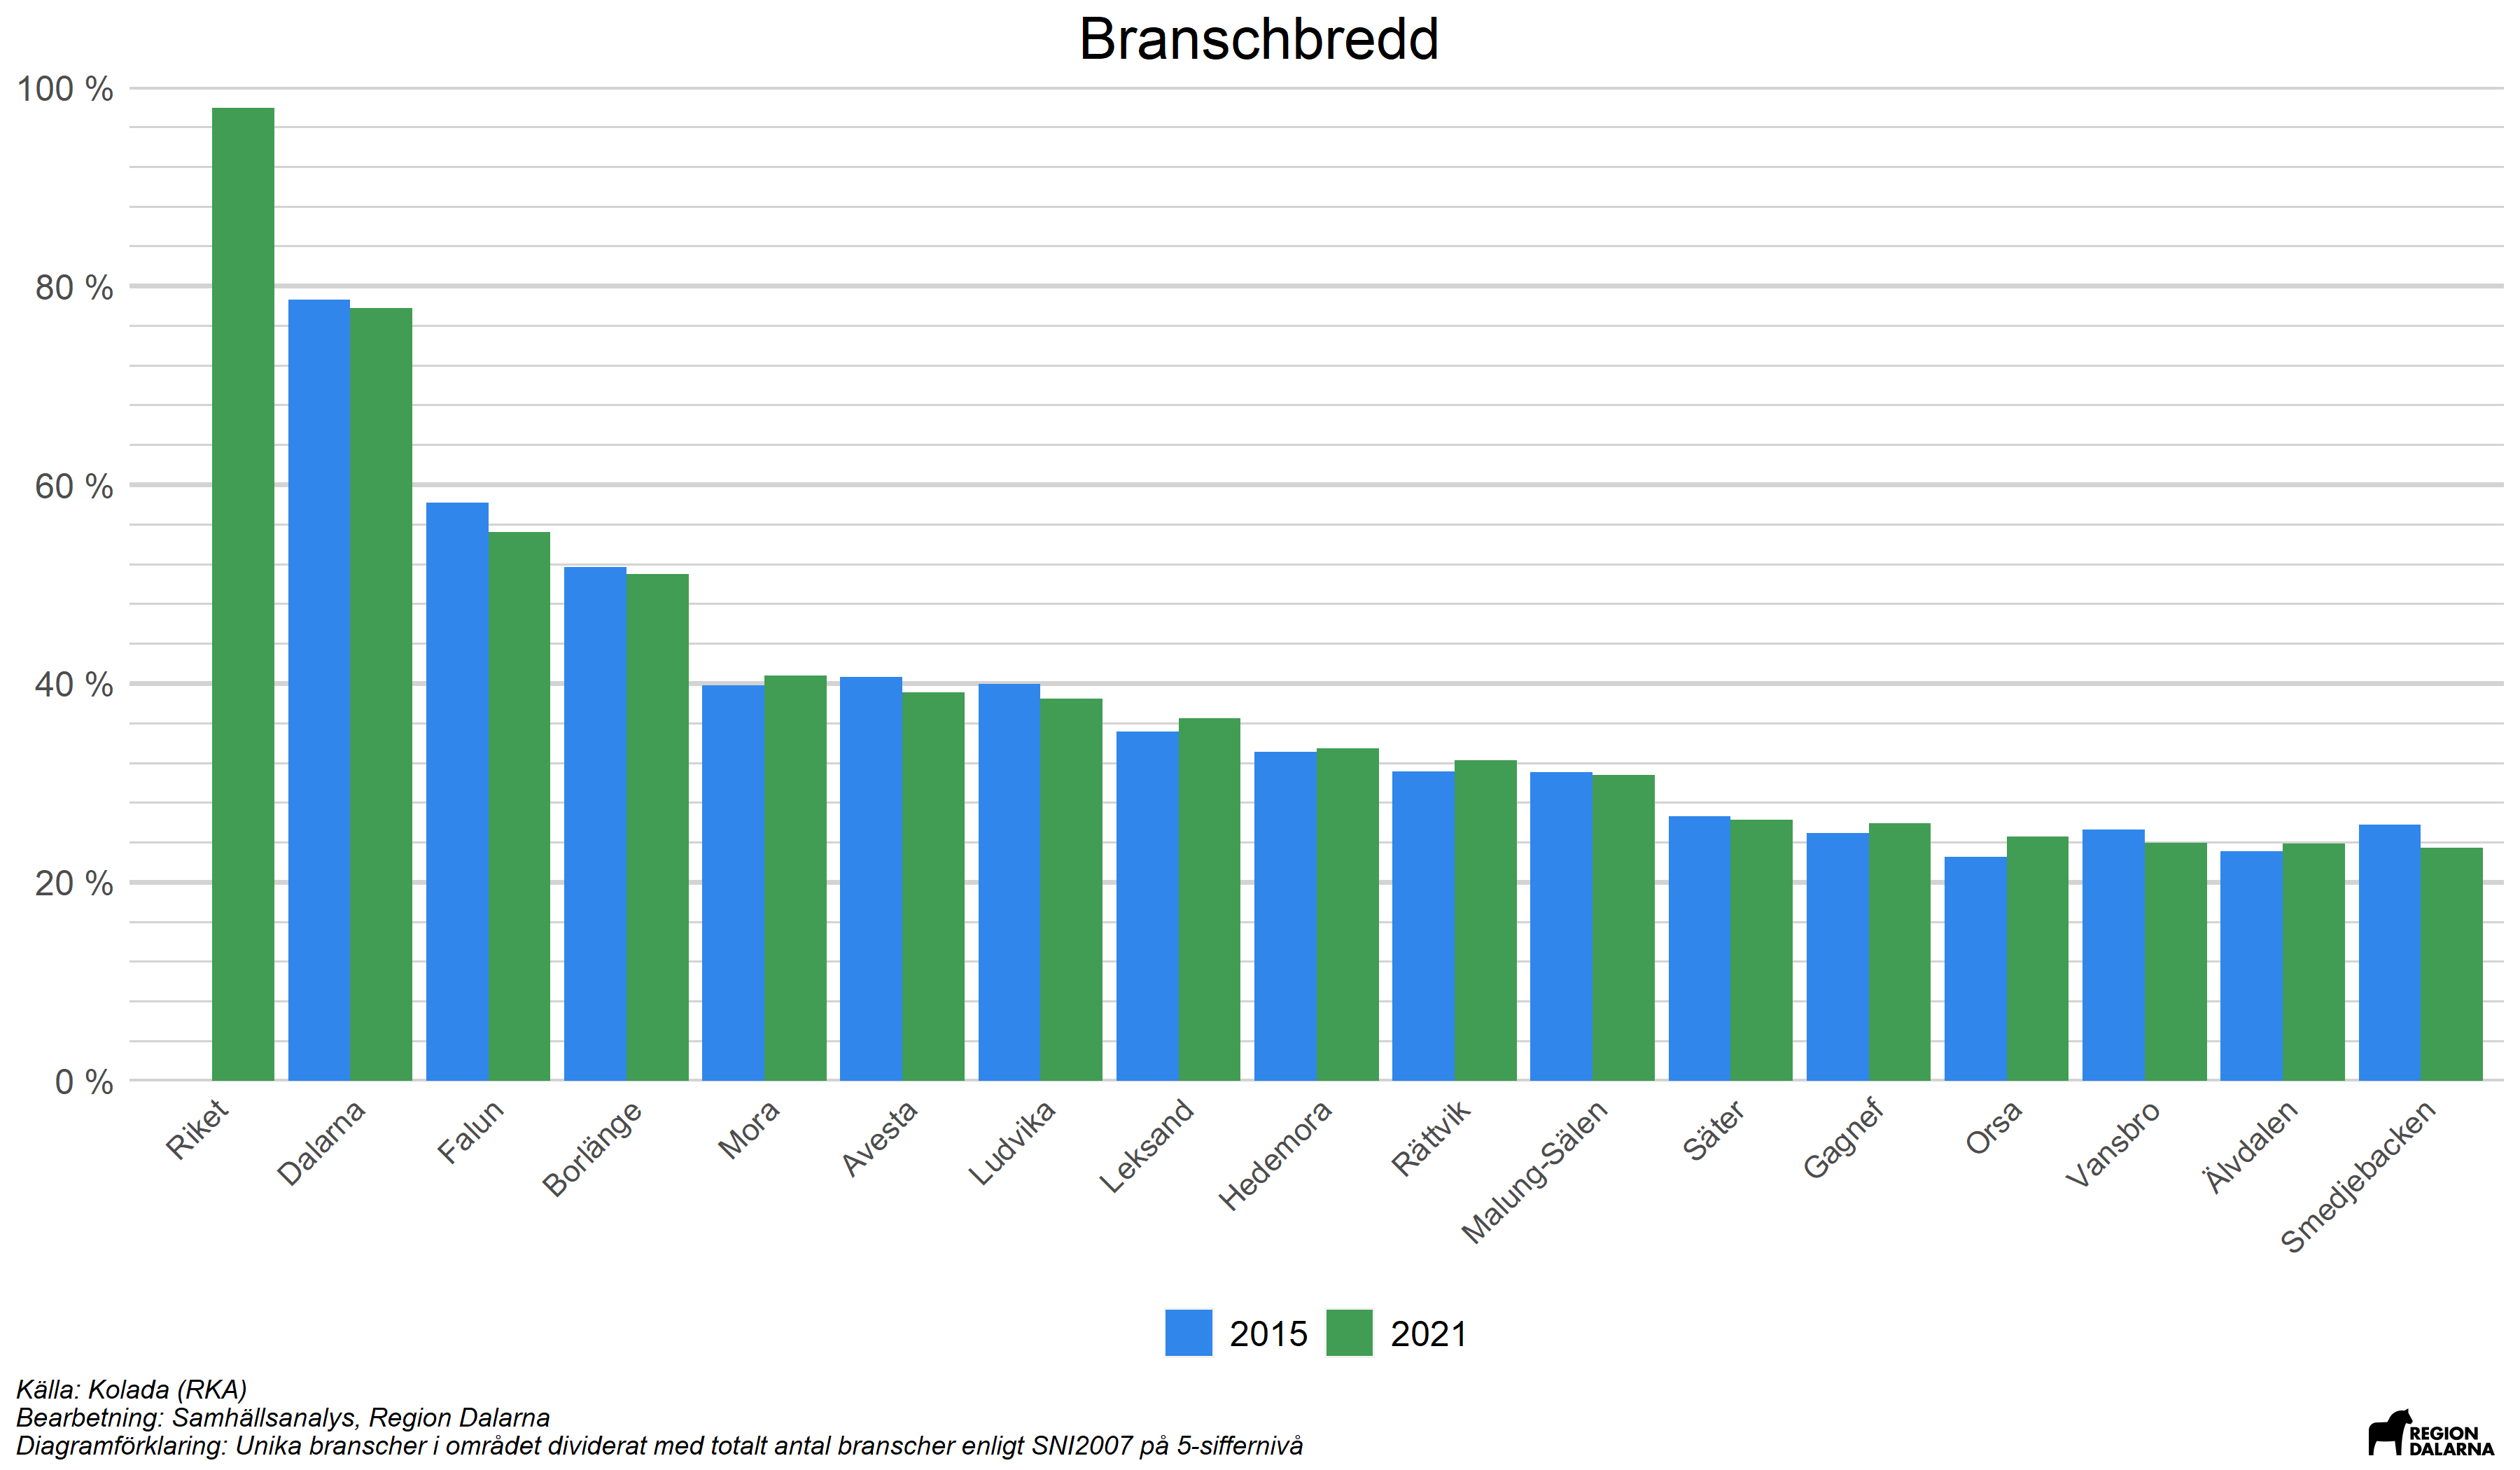 Branschbredd
100 %
80 %
60 %
40 %
20 %
0 %
Riket
Dalarna
Falun
Borlänge
Mora
Avesta
Ludvika
Leksand
Hedemora
Rättvik
Malung-Sälen
Säter
Gagnef
Orsa
Vansbro
Älvdalen
Smedjebacken
2015
2021
Källa: Kolada (RKA)
Bearbetning: Samhällsanalys, Region Dalarna
Diagramförklaring: Unika branscher i området dividerat med totalt antal branscher enligt SNI2007 på 5-siffernivå
REGION
DALARNA